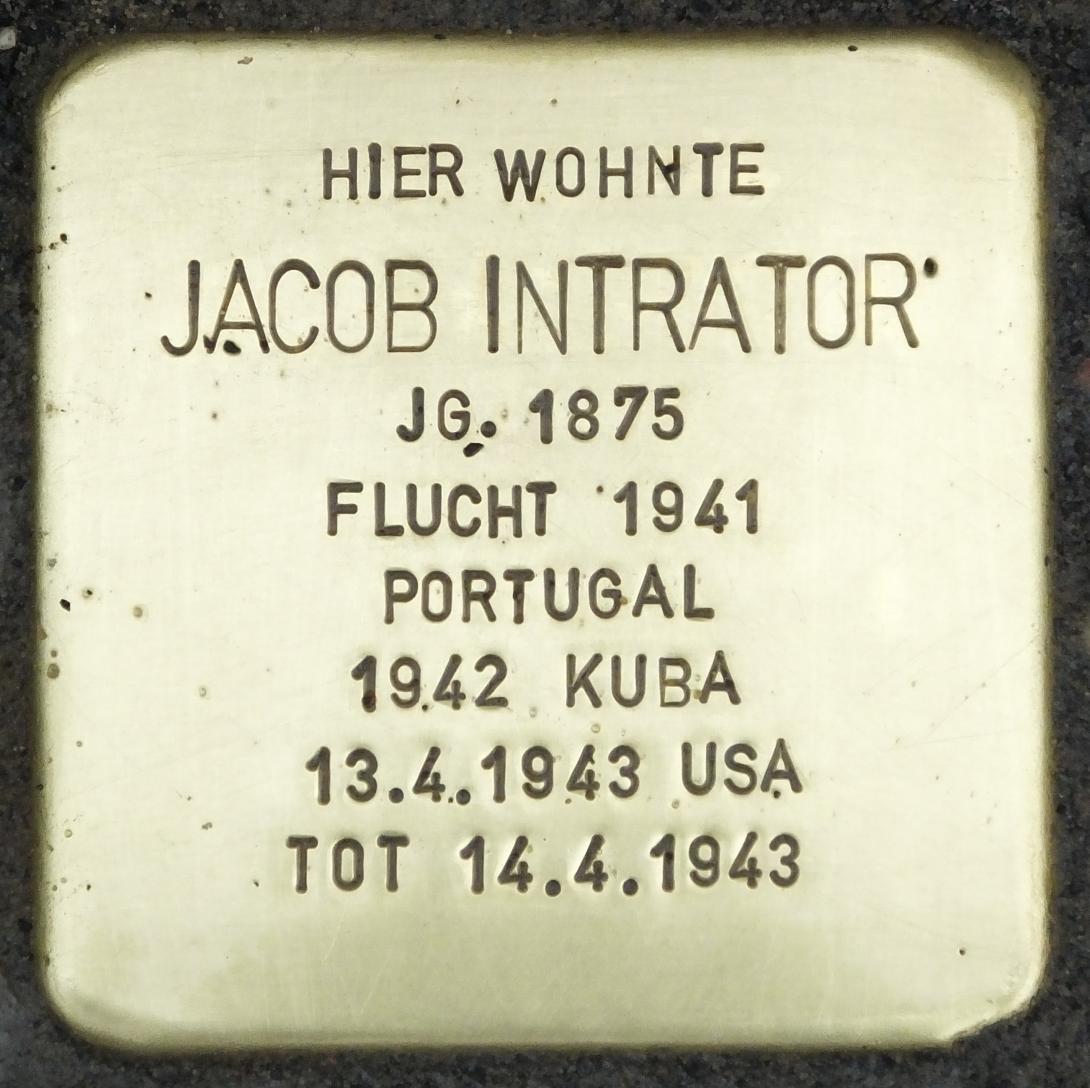 HIER WOHNTE
JACOB INTRATOR
JG. 1875
FLUCHT 1941
PORTUGAL
1942 KUBA
13.4.1943 USA
TOT 14.4.1943